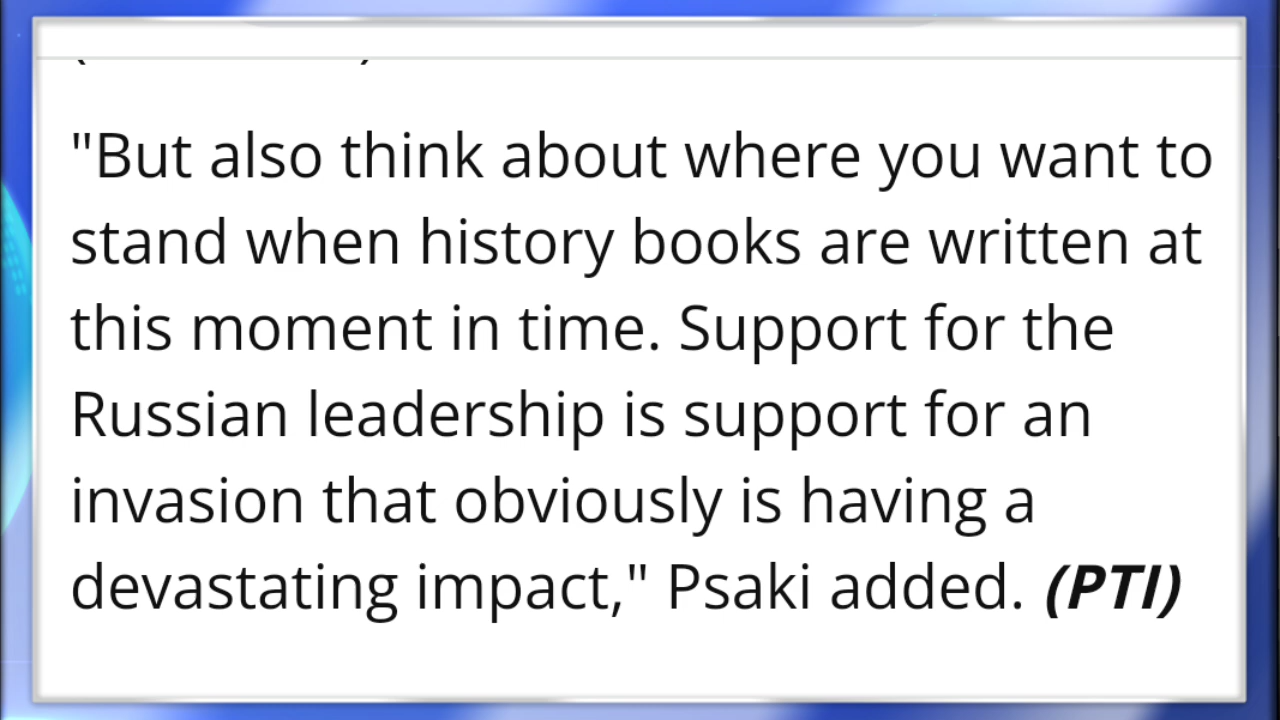 "But also think about where you want to
stand when history books are written at
this moment in time. Support for the
Russian leadership is support for an
invasion that obviously is having a
devastating impact," Psaki added. (PTI)